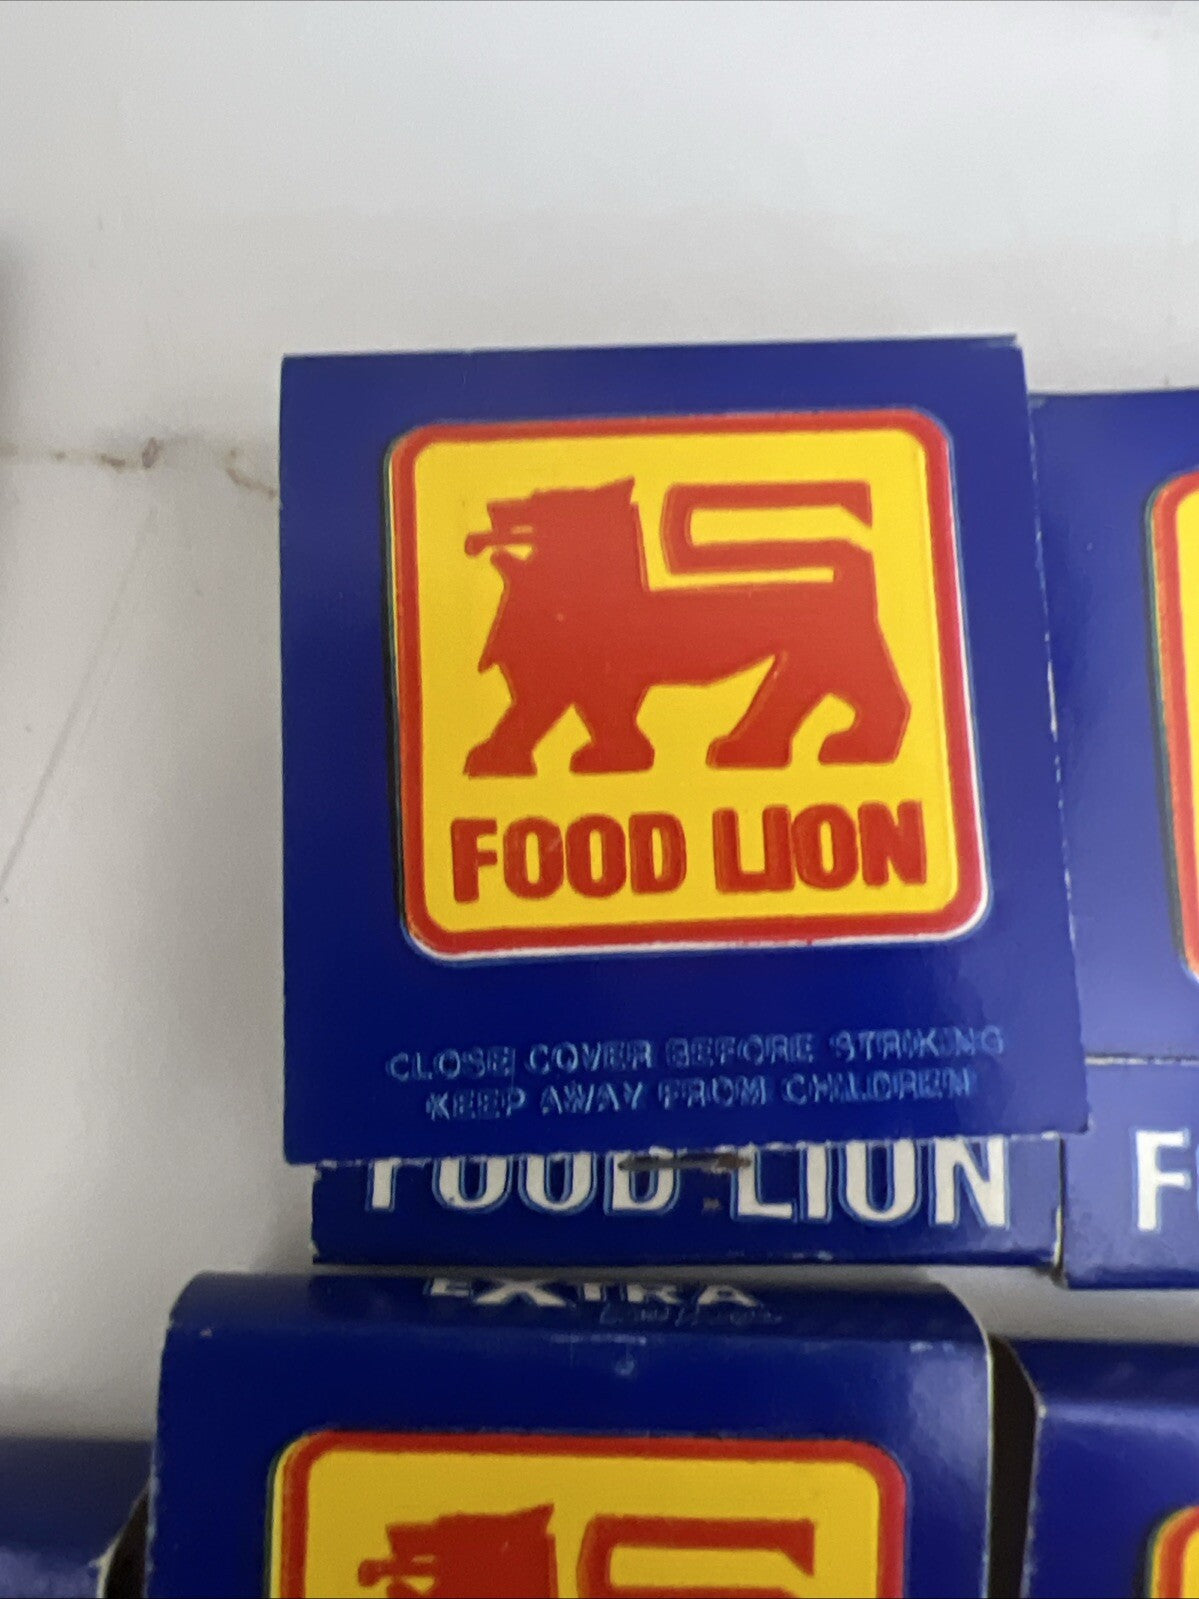 FOOD LION
CLOSE COVER BEFORE STRIKING
KEEP AWAY FROM CHILDREN
FOOD LION
F
EXTRA